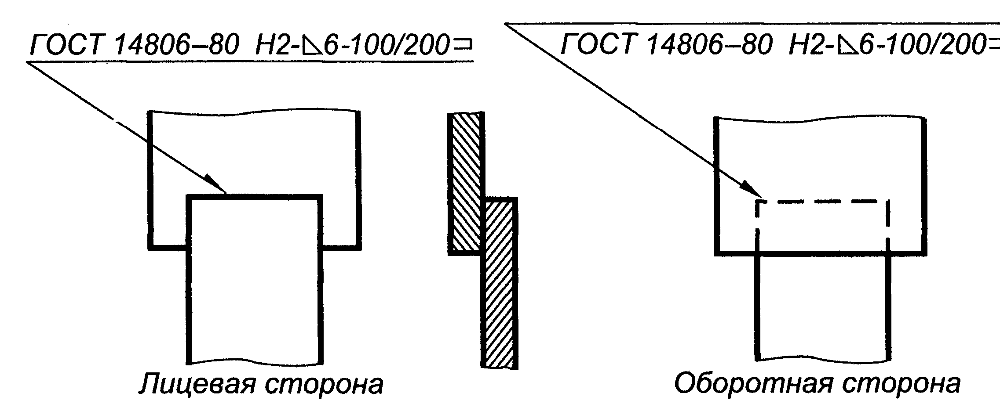 ГОСТ 14806–80 Н2-◺6-100/200⊐
ГОСТ 14806–80 Н2-◺6-100/200=
Лицевая сторона
Оборотная сторона